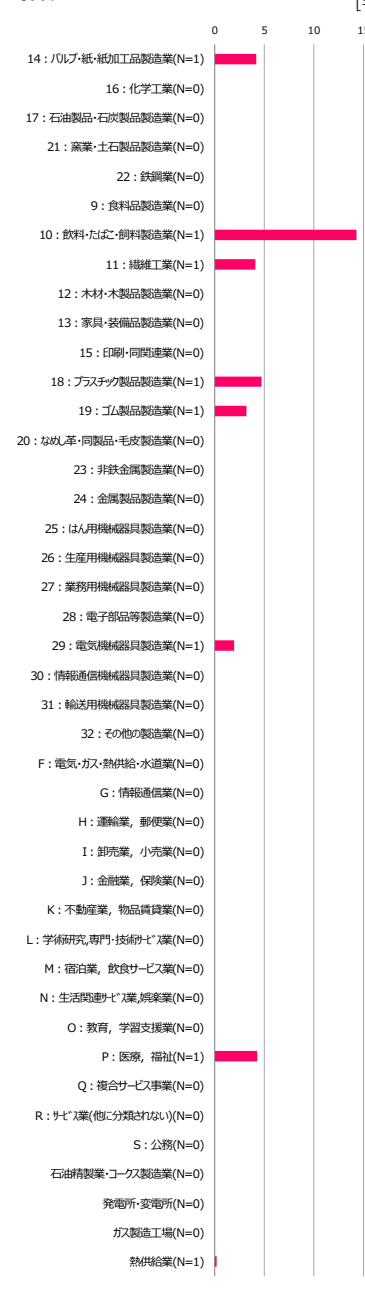 0 5 10 15
14：パルプ・紙・紙加工品製造業(N=1)
16：化学工業(N=0)
17：石油製品・石炭製品製造業(N=0)
21：窯業・土石製品製造業(N=0)
22：鉄鋼業(N=0)
9：食料品製造業(N=0)
10：飲料・たばこ・飼料製造業(N=1)
11：繊維工業(N=1)
12：木材・木製品製造業(N=0)
13：家具・装備品製造業(N=0)
15：印刷・同関連業(N=0)
18：プラスチック製品製造業(N=1)
19：ゴム製品製造業(N=1)
20：なめし革・同製品・毛皮製造業(N=0)
23：非鉄金属製造業(N=0)
24：金属製品製造業(N=0)
25：はん用機械器具製造業(N=0)
26：生産用機械器具製造業(N=0)
27：業務用機械器具製造業(N=0)
28：電子部品等製造業(N=0)
29：電気機械器具製造業(N=1)
30：情報通信機械器具製造業(N=0)
31：輸送用機械器具製造業(N=0)
32：その他の製造業(N=0)
F：電気・ガス・熱供給・水道業(N=0)
G：情報通信業(N=0)
H：運輸業，郵便業(N=0)
I：卸売業，小売業(N=0)
J：金融業，保険業(N=0)
K：不動産業，物品賃貸業(N=0)
L：学術研究,専門・技術ｻｰﾋﾞｽ業(N=0)
M：宿泊業，飲食サービス業(N=0)
N：生活関連ｻｰﾋﾞｽ業,娯楽業(N=0)
O：教育，学習支援業(N=0)
P：医療，福祉(N=1)
Q：複合サービス事業(N=0)
R：ｻｰﾋﾞｽ業(他に分類されない)(N=0)
S：公務(N=0)
石油精製業・コークス製造業(N=0)
発電所・変電所(N=0)
ガス製造工場(N=0)
熱供給業(N=1)